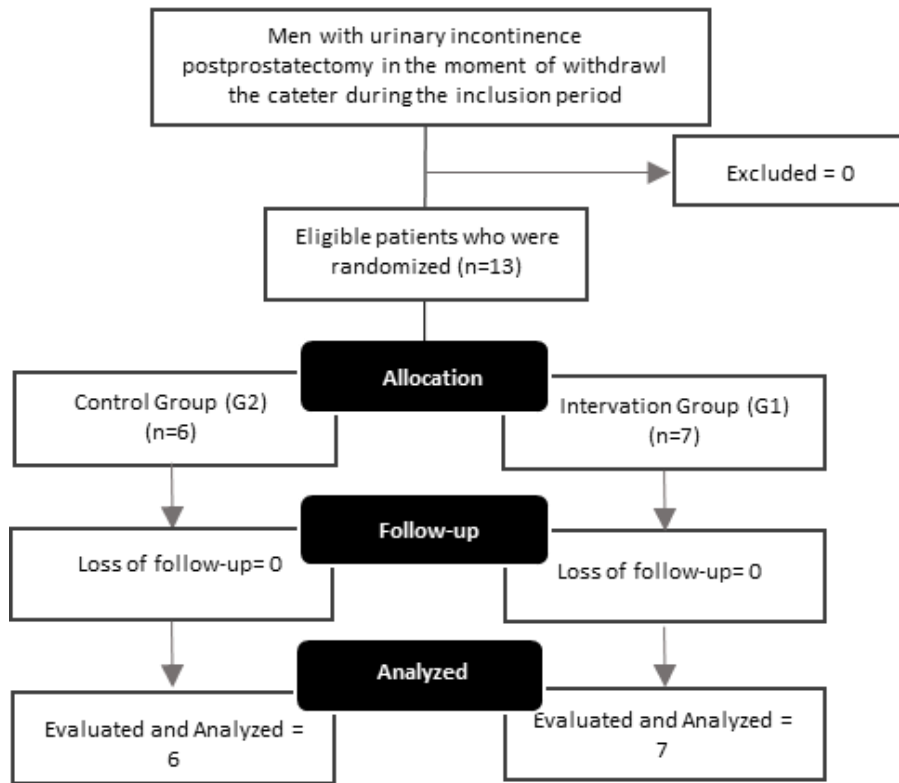 Men with urinary incontinence
postprostatectomy in the moment of withdrawl
the cateter during the inclusion period
Excluded = 0
Eligible patients who were
randomized (n=13)
Allocation
Control Group (G2)
(n=6)
Intervation Group (G1)
(n=7)
Follow-up
Loss of follow-up= 0
Loss of follow-up= 0
Analyzed
Evaluated and Analyzed =
6
Evaluated and Analyzed =
7